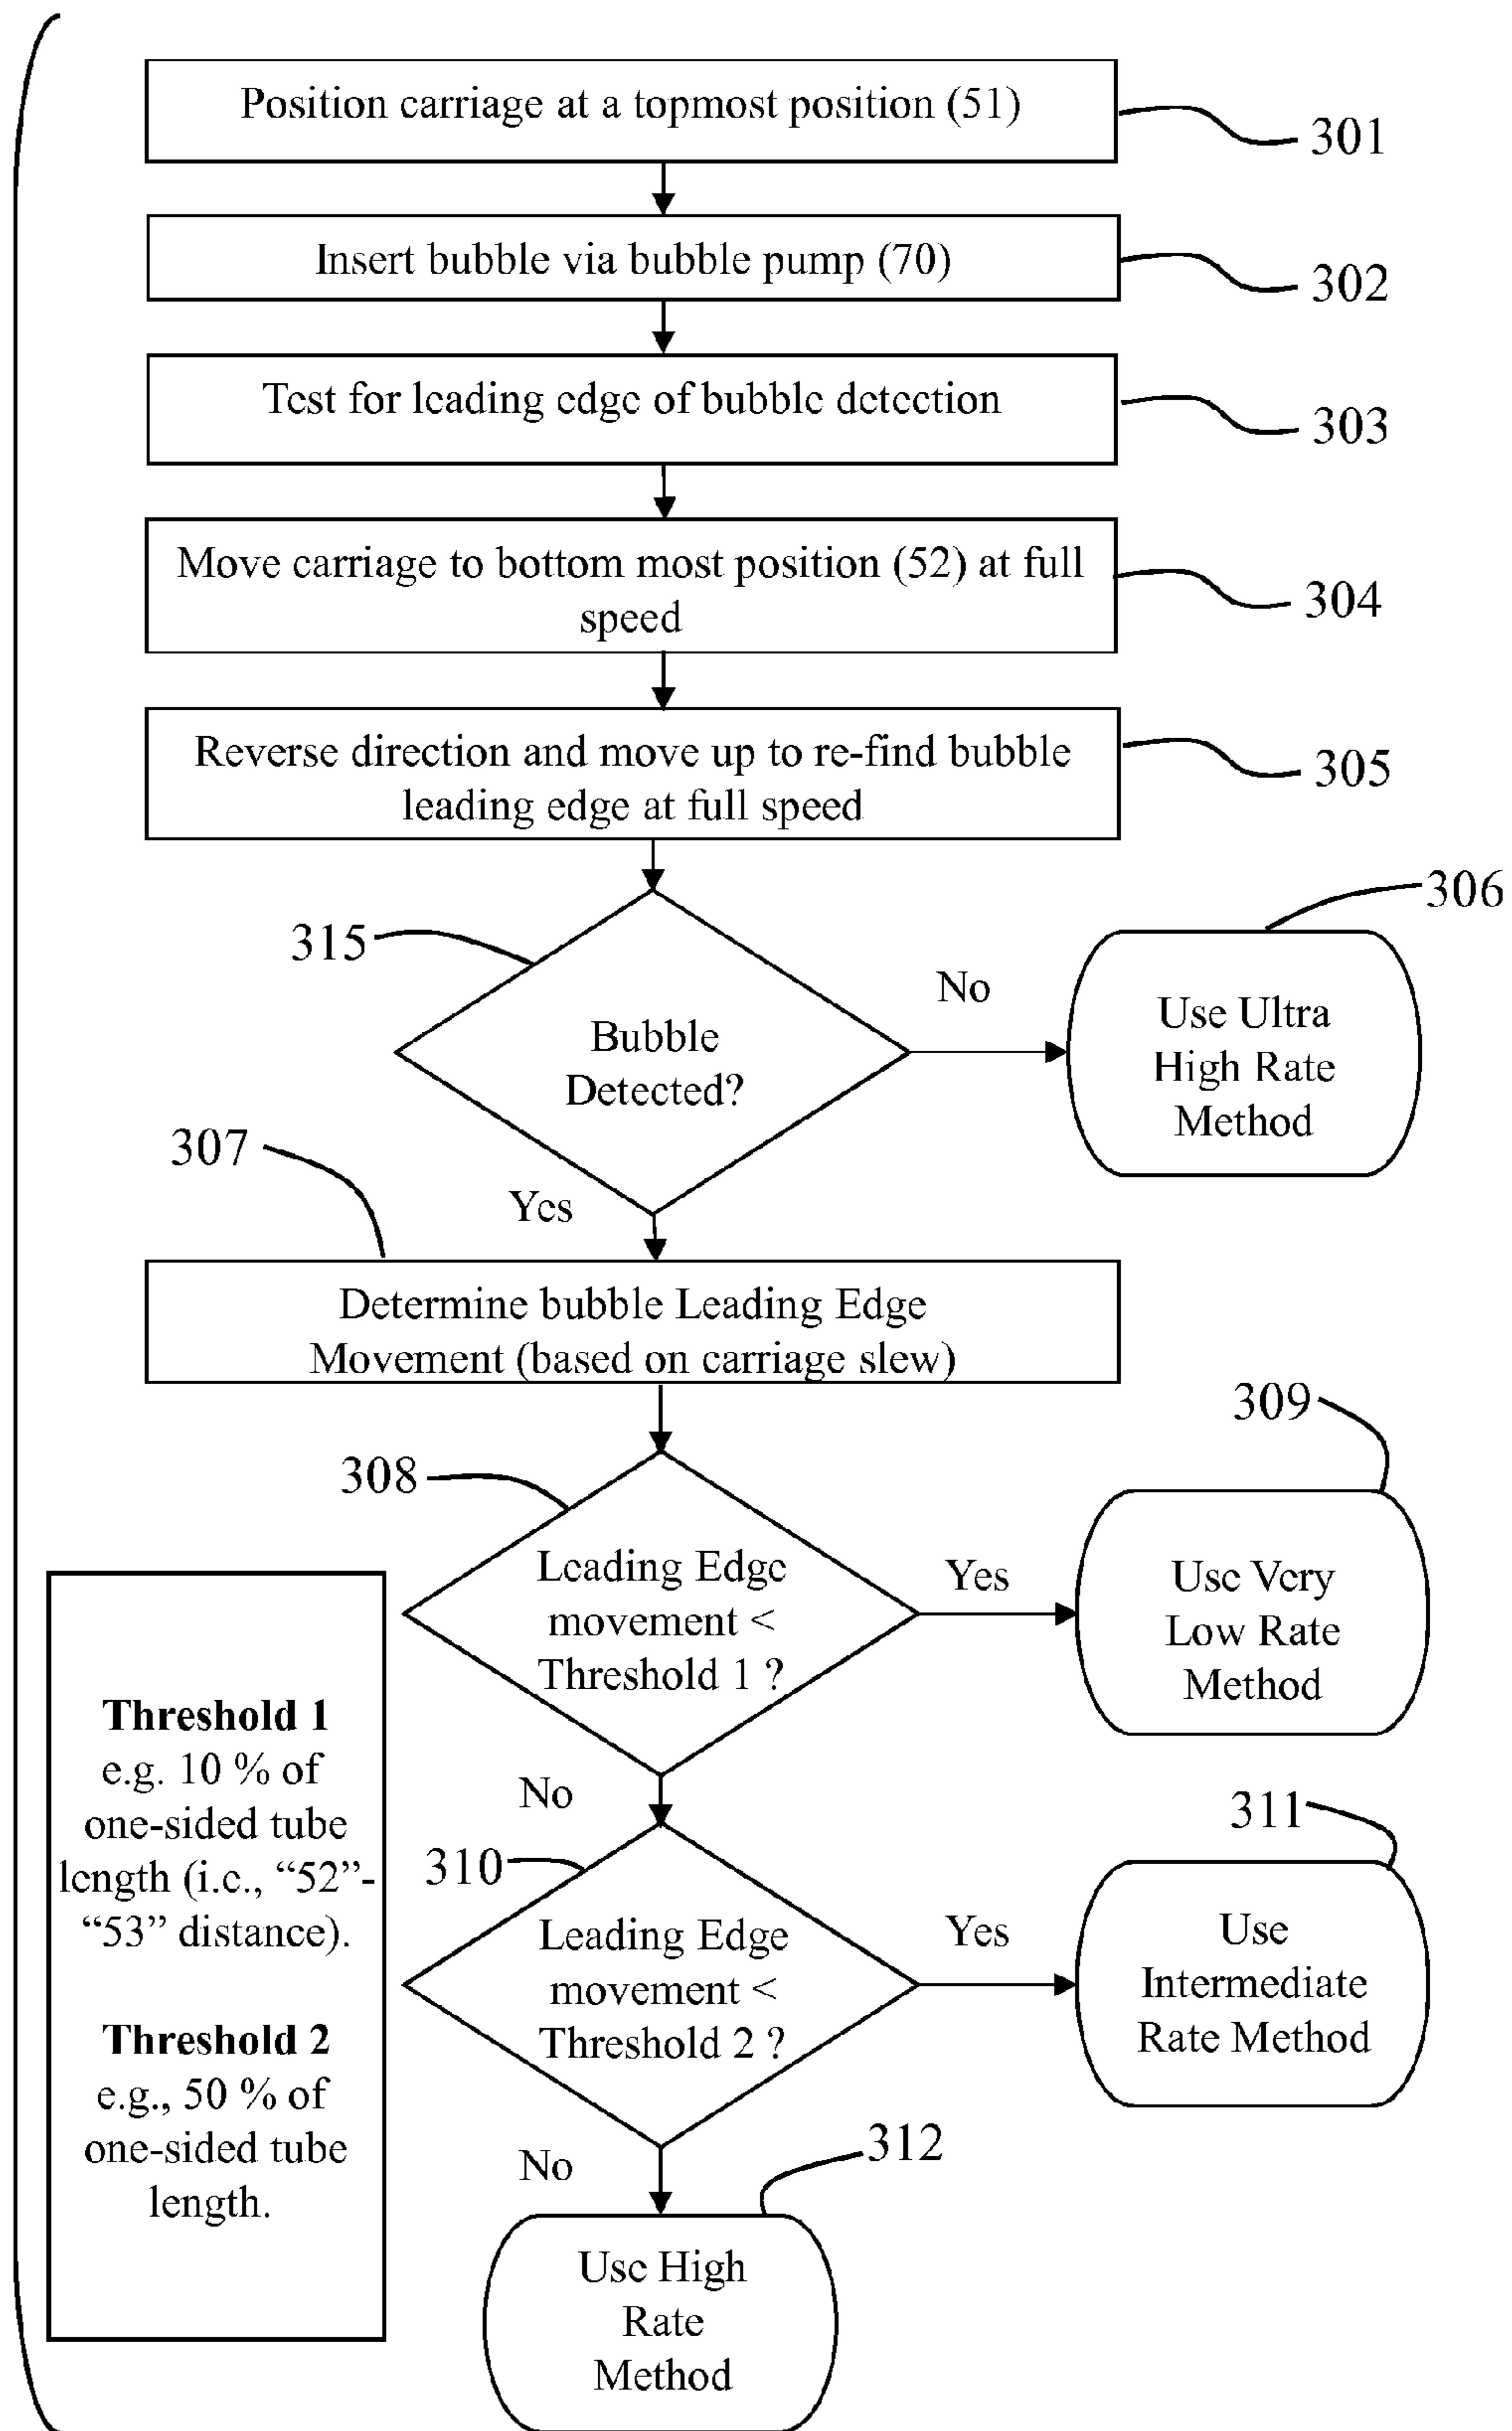 Position carriage at a topmost position (51)
301
Insert bubble via bubble pump (70)
302
Test for leading edge of bubble detection
303
Move carriage to bottom most position (52) at full
speed
304
Reverse direction and move up to re-find bubble
leading edge at full speed
305
306
315
No
Bubble
Detected?
Use Ultra
High Rate
Method
307
Yes
Determine bubble Leading Edge
Movement (based on carriage slew)
309
308
Leading Edge
movement <
Threshold 1 ?
Yes
Use Very
Low Rate
Method
Threshold 1
e.g. 10 % of
one-sided tube
length (i.e., “52”-
“53” distance).
Threshold 2
e.g., 50 % of
one-sided tube
length.
No
311
310
Leading Edge
movement <
Threshold 2 ?
Yes
Use
Intermediate
Rate Method
No
312
Use High
Rate
Method